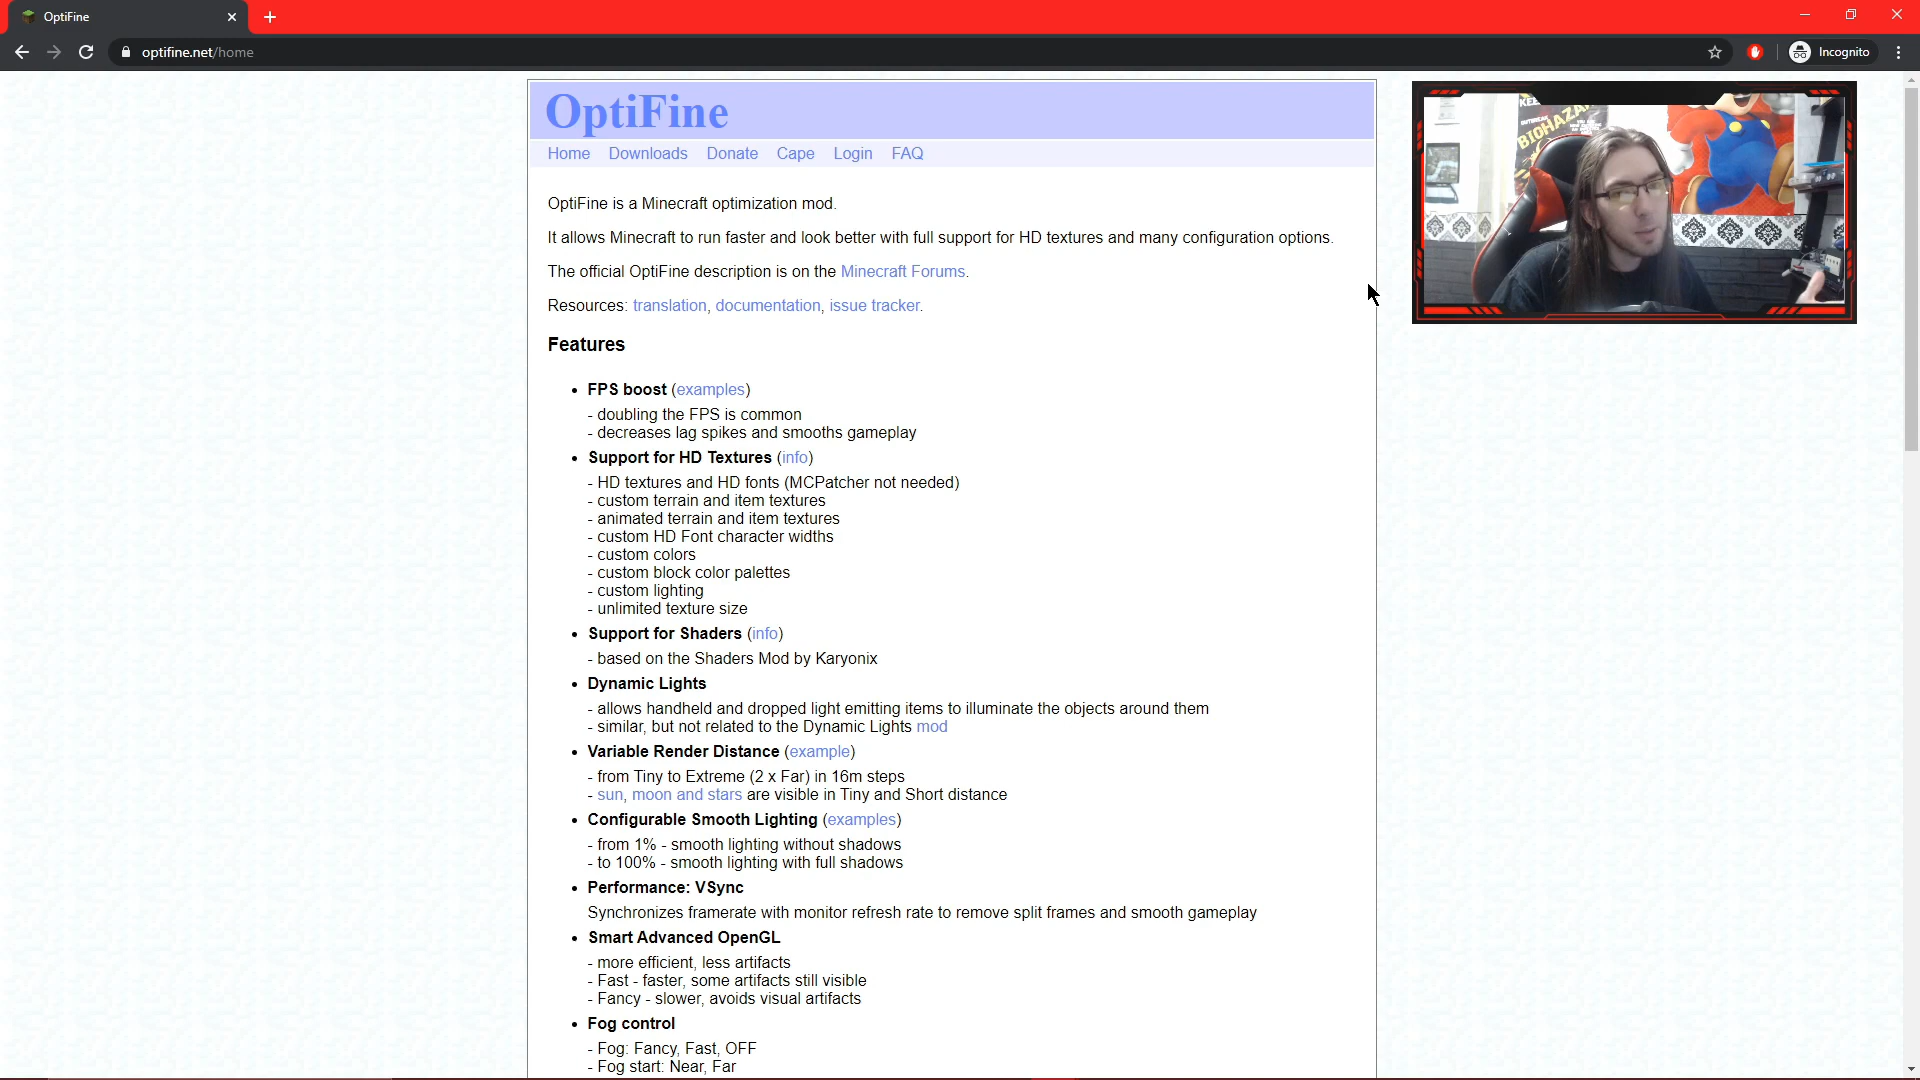 OptiFine
optifine.net/home
Incognito
OptiFine
Home Downloads Donate Cape Login FAQ
OptiFine is a Minecraft optimization mod.
It allows Minecraft to run faster and look better with full support for HD textures and many configuration options.
The official OptiFine description is on the Minecraft Forums.
Resources: translation, documentation, issue tracker.
Features
• FPS boost (examples)
- doubling the FPS is common
- decreases lag spikes and smooths gameplay
• Support for HD Textures (info)
- HD textures and HD fonts (MCPatcher not needed)
- custom terrain and item textures
- animated terrain and item textures
- custom HD Font character widths
- custom colors
- custom block color palettes
- custom lighting
- unlimited texture size
• Support for Shaders (info)
- based on the Shaders Mod by Karyonix
• Dynamic Lights
- allows handheld and dropped light emitting items to illuminate the objects around them
- similar, but not related to the Dynamic Lights mod
• Variable Render Distance (example)
- from Tiny to Extreme (2 x Far) in 16m steps
- sun, moon and stars are visible in Tiny and Short distance
• Configurable Smooth Lighting (examples)
- from 1% - smooth lighting without shadows
- to 100% - smooth lighting with full shadows
• Performance: VSync
Synchronizes framerate with monitor refresh rate to remove split frames and smooth gameplay
• Smart Advanced OpenGL
- more efficient, less artifacts
- Fast - faster, some artifacts still visible
- Fancy - slower, avoids visual artifacts
• Fog control
- Fog: Fancy, Fast, OFF
- Fog start: Near, Far
OUTBREAK
BIOHAZA